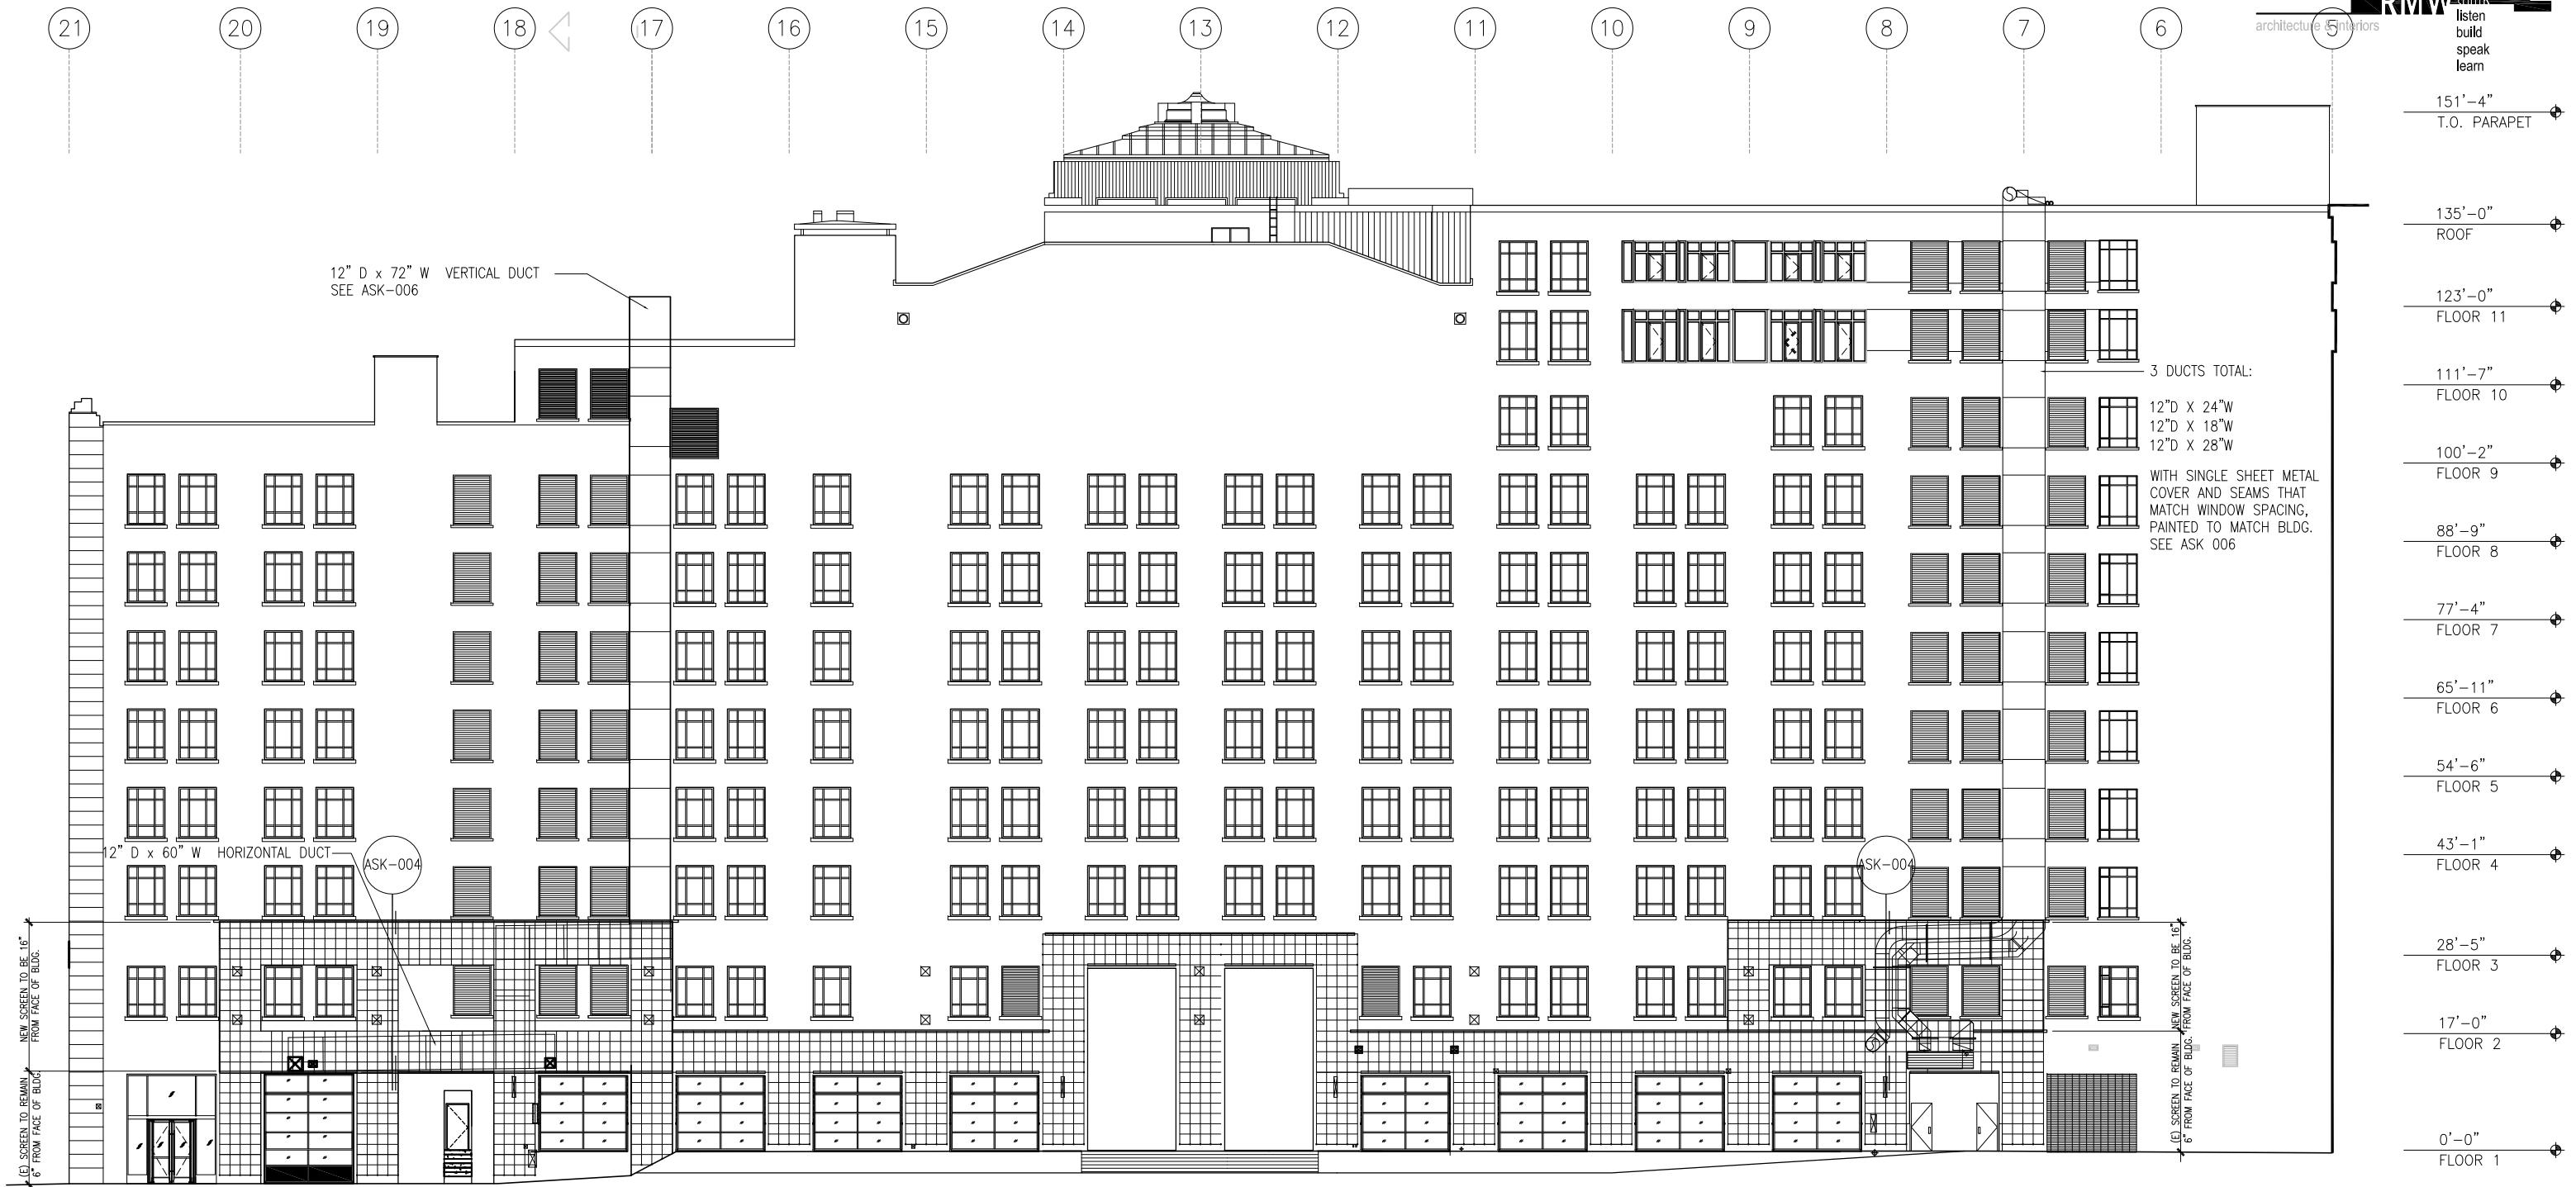 21
20
19
18
17
16
15
14
13
12
11
10
9
8
7
6
5
RMW
architecture & interiors
listen
build
speak
learn
151'-4"
T.O. PARAPET
135'-0"
ROOF
123'-0"
FLOOR 11
111'-7"
FLOOR 10
100'-2"
FLOOR 9
88'-9"
FLOOR 8
77'-4"
FLOOR 7
65'-11"
FLOOR 6
54'-6"
FLOOR 5
43'-1"
FLOOR 4
28'-5"
FLOOR 3
17'-0"
FLOOR 2
0'-0"
FLOOR 1
12" D x 72" W VERTICAL DUCT
SEE ASK-006
3 DUCTS TOTAL:
12"D X 24"W
12"D X 18"W
12"D X 28"W
WITH SINGLE SHEET METAL
COVER AND SEAMS THAT
MATCH WINDOW SPACING,
PAINTED TO MATCH BLDG.
SEE ASK 006
12" D x 60" W HORIZONTAL DUCT
ASK-004
ASK-004
NEW SCREEN TO BE 16"
FROM FACE OF BLDG.
(E) SCREEN TO REMAIN
6" FROM FACE OF BLDG.
NEW SCREEN TO BE 16"
FROM FACE OF BLDG.
(E) SCREEN TO REMAIN
6" FROM FACE OF BLDG.